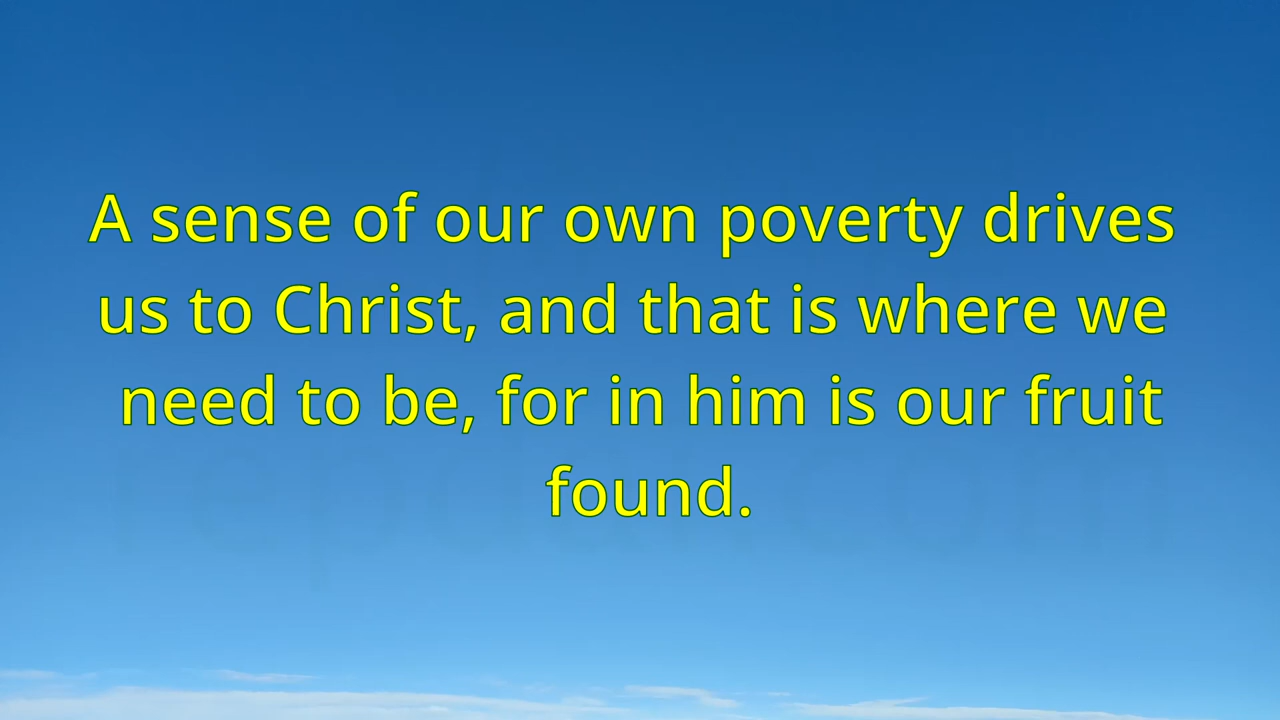 A sense of our own poverty drives
us to Christ, and that is where we
need to be, for in him is our fruit
found.